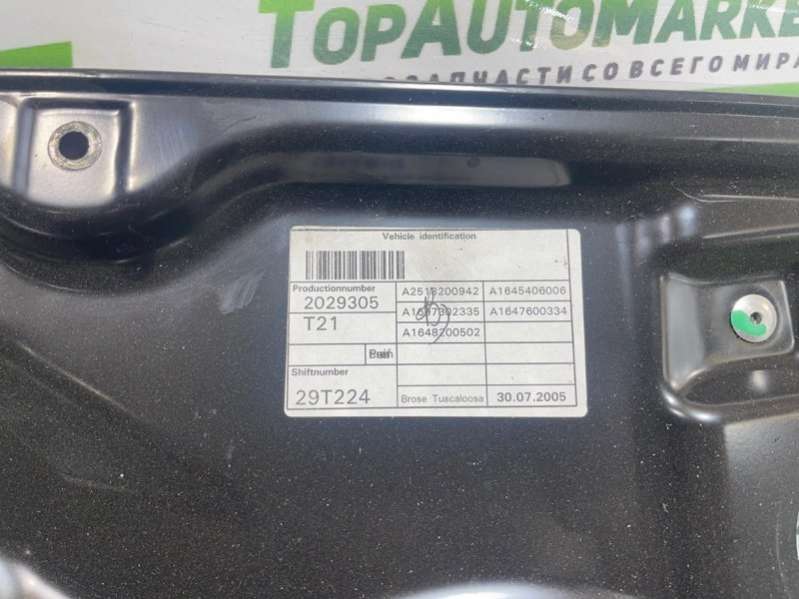 TOPAUTOMARKE
ЗАПЧАСТИ СО ВСЕГО МИРА
Vehicle identification
Productionnumber
2029305
T21
Shiftnumber
29T224
A2518200942 A1645406006
A1647600334
A1648200502
Brose Tuscaloosa 30.07.2005